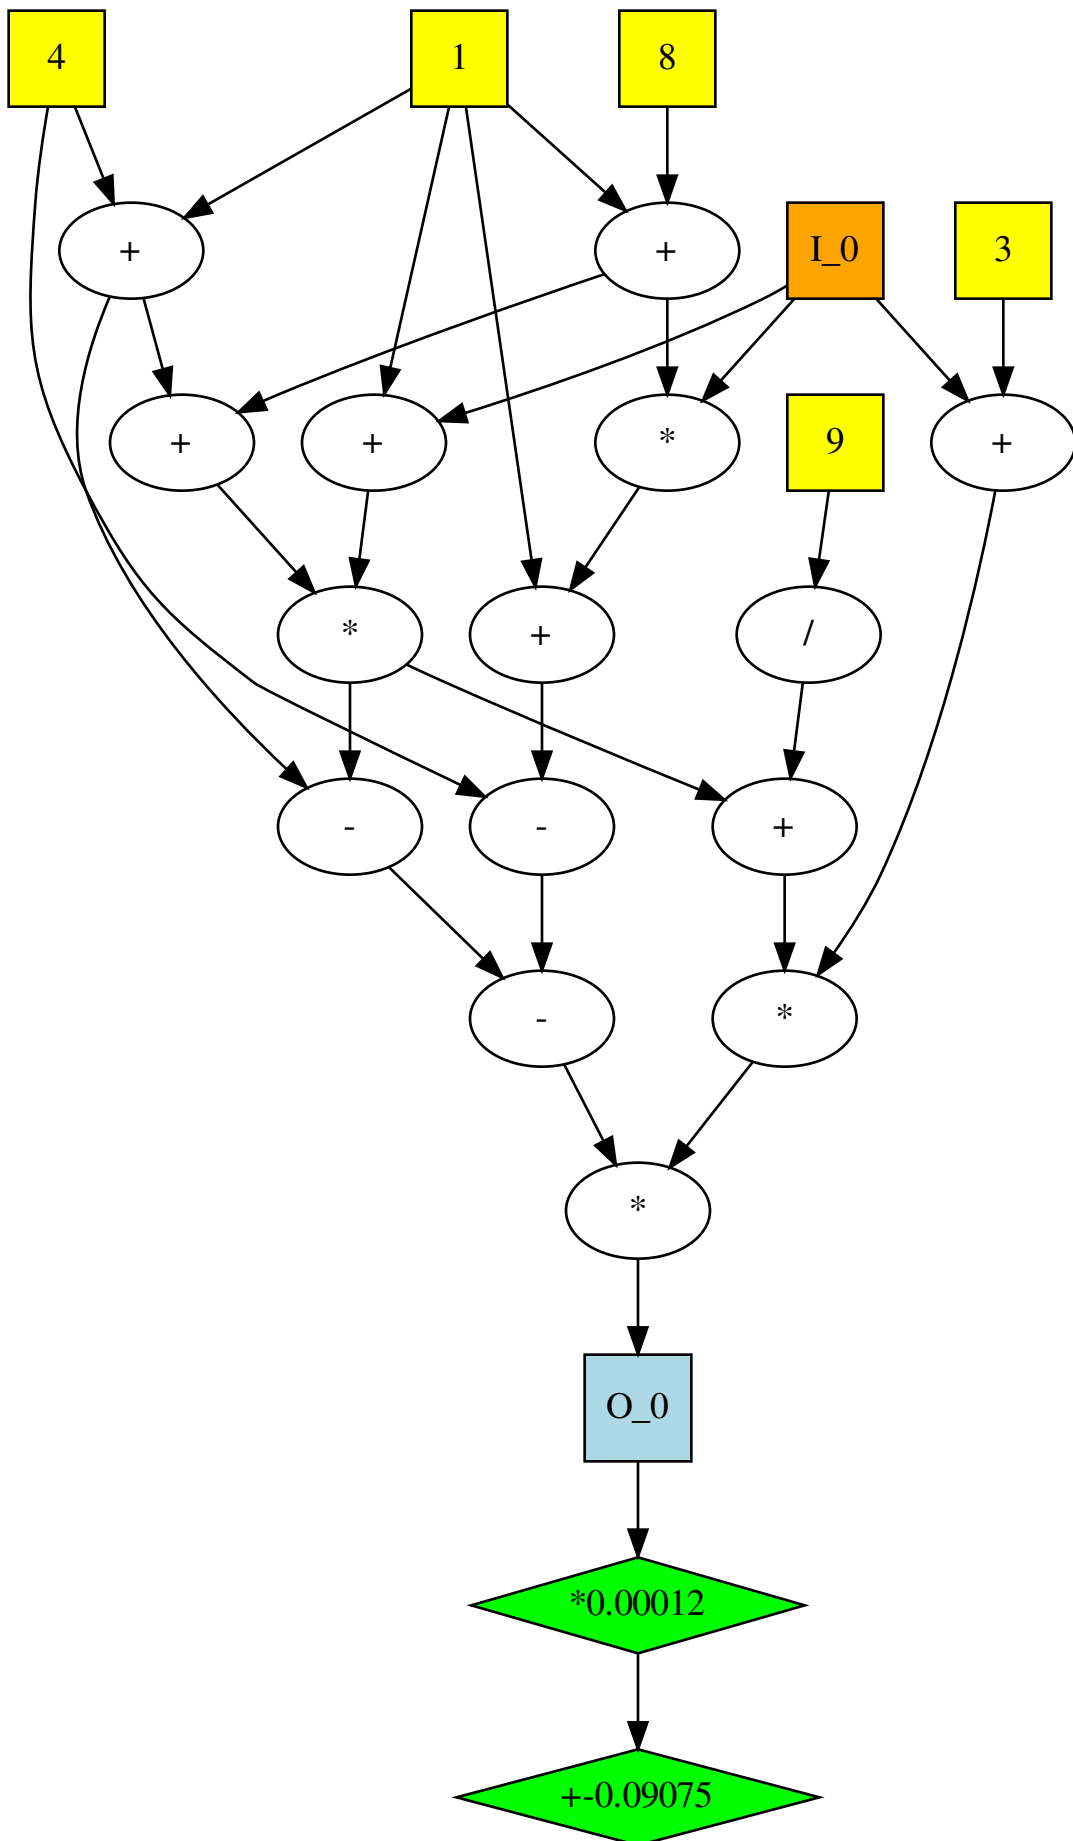 4 1 8
+ + I_0 3
+ + * 9 +
* + /
- - +
- *
*
O_0
*0.00012
+-0.09075